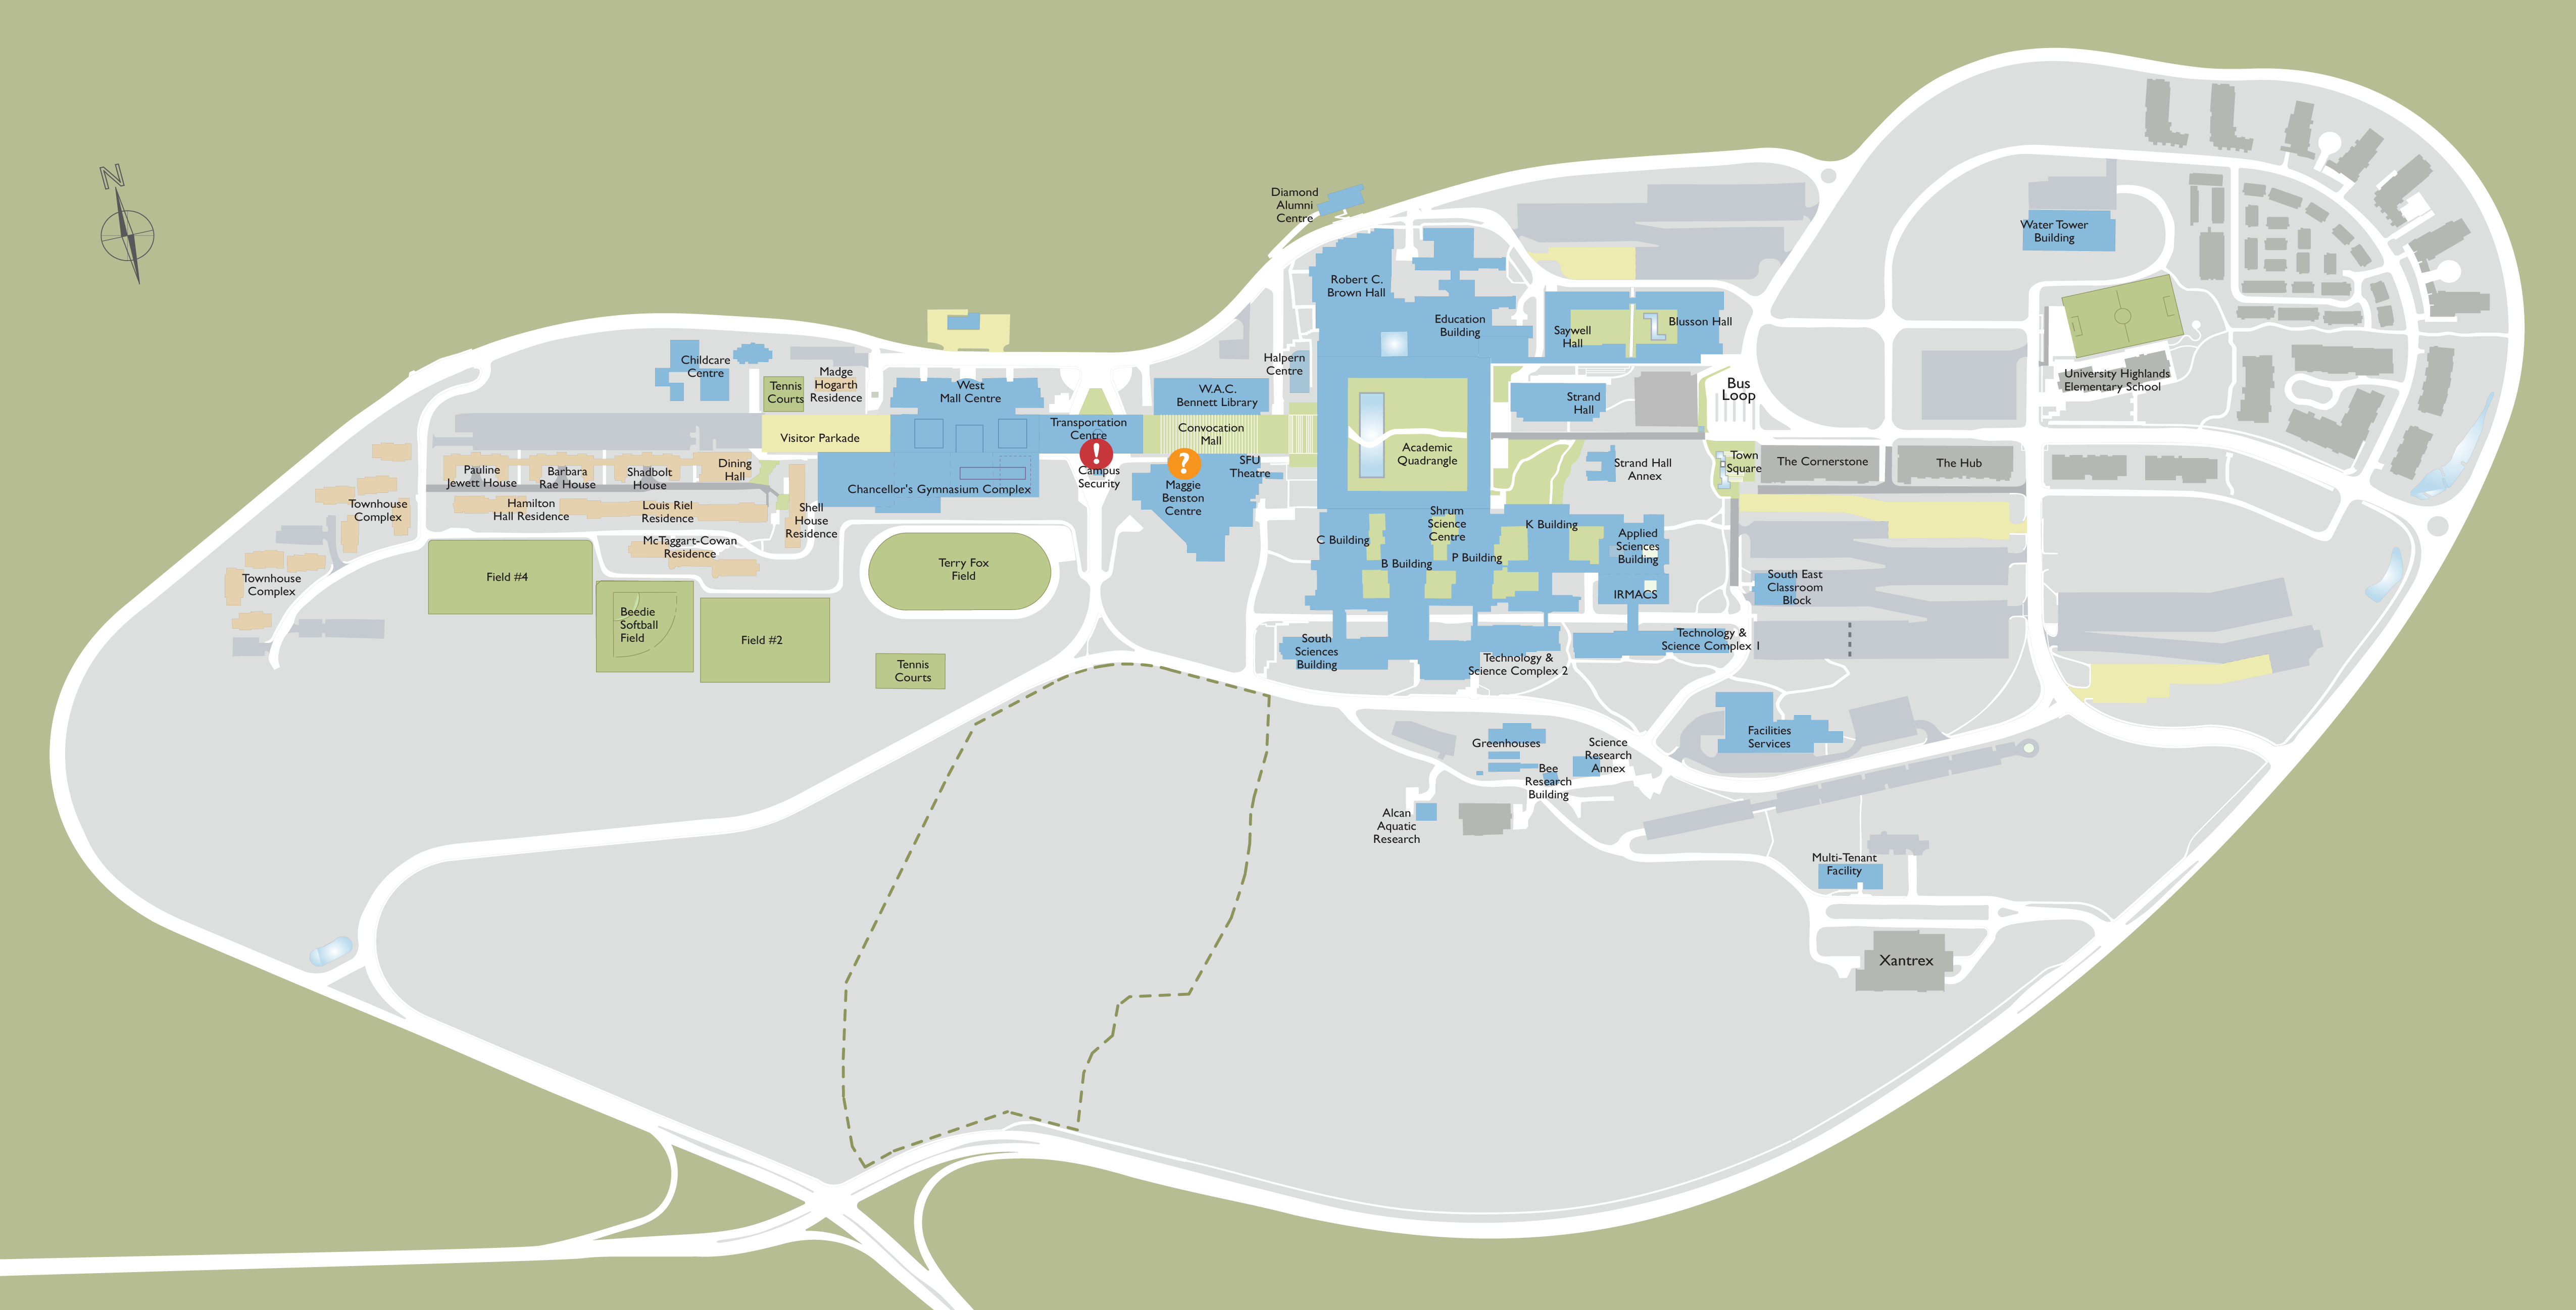 N
Diamond
Alumni
Centre
Water Tower
Building
Robert C.
Brown Hall
Education
Building
Saywell
Hall
Blusson Hall
Childcare
Centre
Tennis
Courts
Madge
Hogarth
Residence
West
Mall Centre
W.A.C.
Bennett Library
Halpern
Centre
Strand
Hall
Bus
Loop
University Highlands
Elementary School
Visitor Parkade
Transportation
Centre
!
Campus
Security
Convocation
Mall
?
Maggie
Benston
Centre
SFU
Theatre
Academic
Quadrangle
Strand Hall
Annex
Town
Square
The Cornerstone
The Hub
Pauline
Jewett House
Barbara
Rae House
Shadbolt
House
Dining
Hall
Chancellor's Gymnasium Complex
Townhouse
Complex
Hamilton
Hall Residence
Louis Riel
Residence
Shell
House
Residence
McTaggart-Cowan
Residence
Townhouse
Complex
Field #4
Beedie
Softball
Field
Field #2
Terry Fox
Field
Tennis
Courts
C Building
Shrum
Science
Centre
B Building
P Building
K Building
Applied
Sciences
Building
IRMACS
South East
Classroom
Block
South
Sciences
Building
Technology &
Science Complex 2
Technology &
Science Complex 1
Facilities
Services
Greenhouses
Science
Research
Annex
Bee
Research
Building
Alcan
Aquatic
Research
Multi-Tenant
Facility
Xantrex